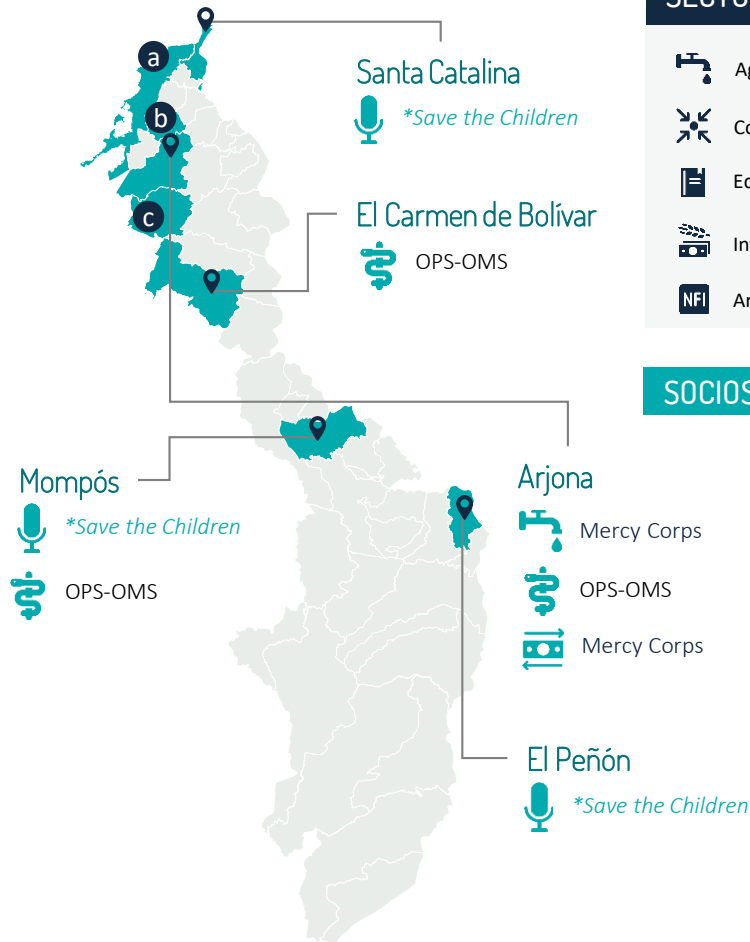 a
b
c
Santa Catalina
*Save the Children
El Carmen de Bolívar
OPS-OMS
Mompós
*Save the Children
OPS-OMS
Arjona
Mercy Corps
OPS-OMS
Mercy Corps
El Peñón
*Save the Children
NFI
SOCIOS